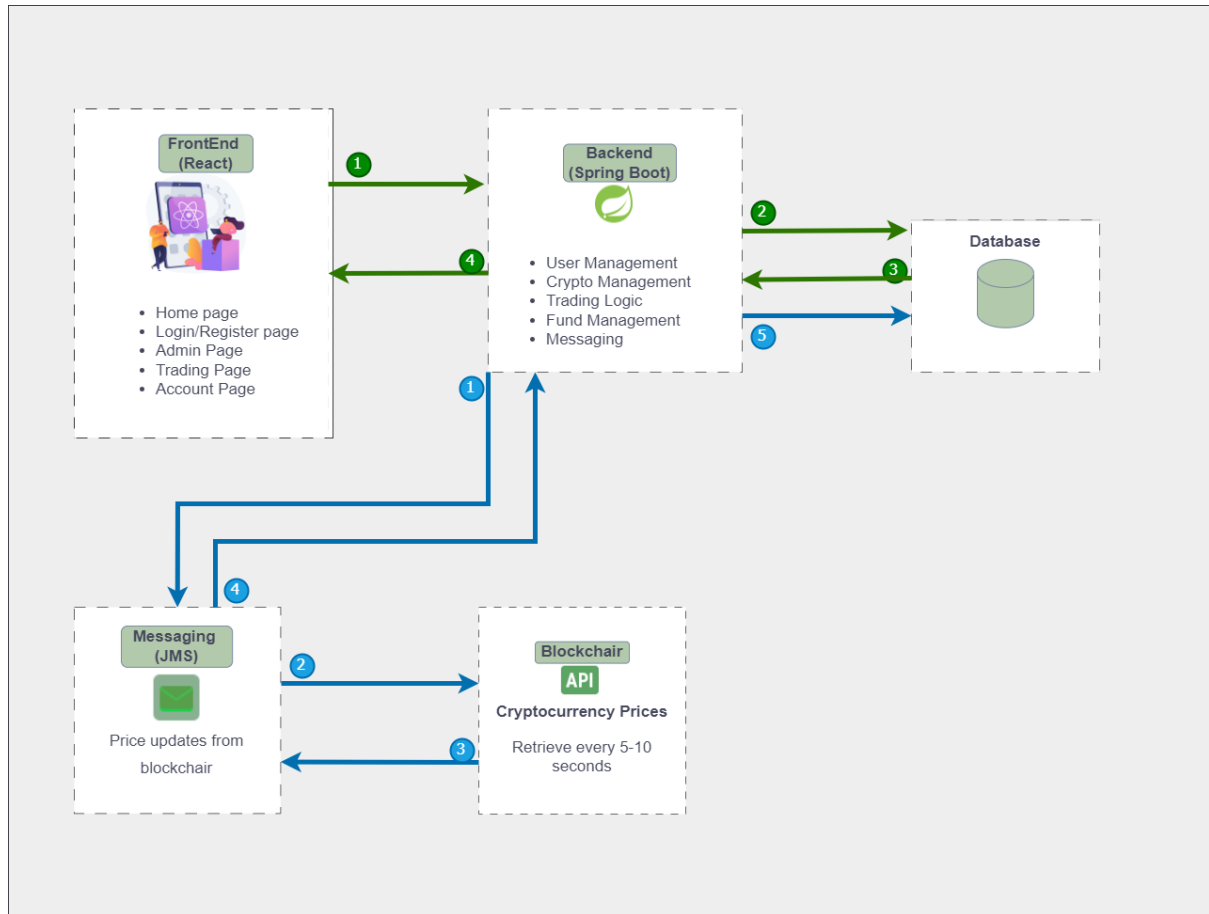 FrontEnd
(React)
1
4
• Home page
• Login/Register page
• Admin Page
• Trading Page
• Account Page
Backend
(Spring Boot)
• User Management
• Crypto Management
• Trading Logic
• Fund Management
• Messaging
2
3
5
Database
1
4
Messaging
(JMS)
Price updates from
blockchair
2
3
Blockchair
API
Cryptocurrency Prices
Retrieve every 5-10
seconds